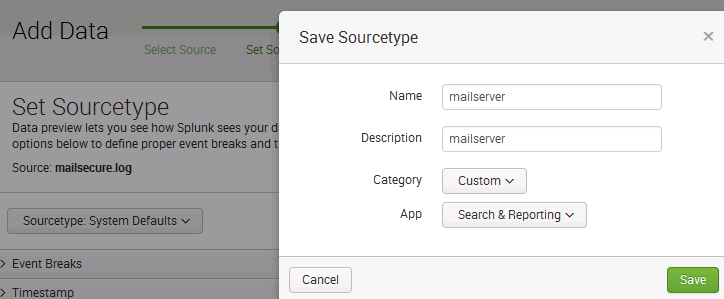 Add Data
Select Source
Set So
Set Sourcetype
Data preview lets you see how Splunk sees your d
options below to define proper event breaks and t
Source: mailsecure.log
Sourcetype: System Defaults
Event Breaks
Timestamp
Save Sourcetype
×
Name
mailserver
Description
mailserver
Category
Custom
App
Search & Reporting
Cancel
Save